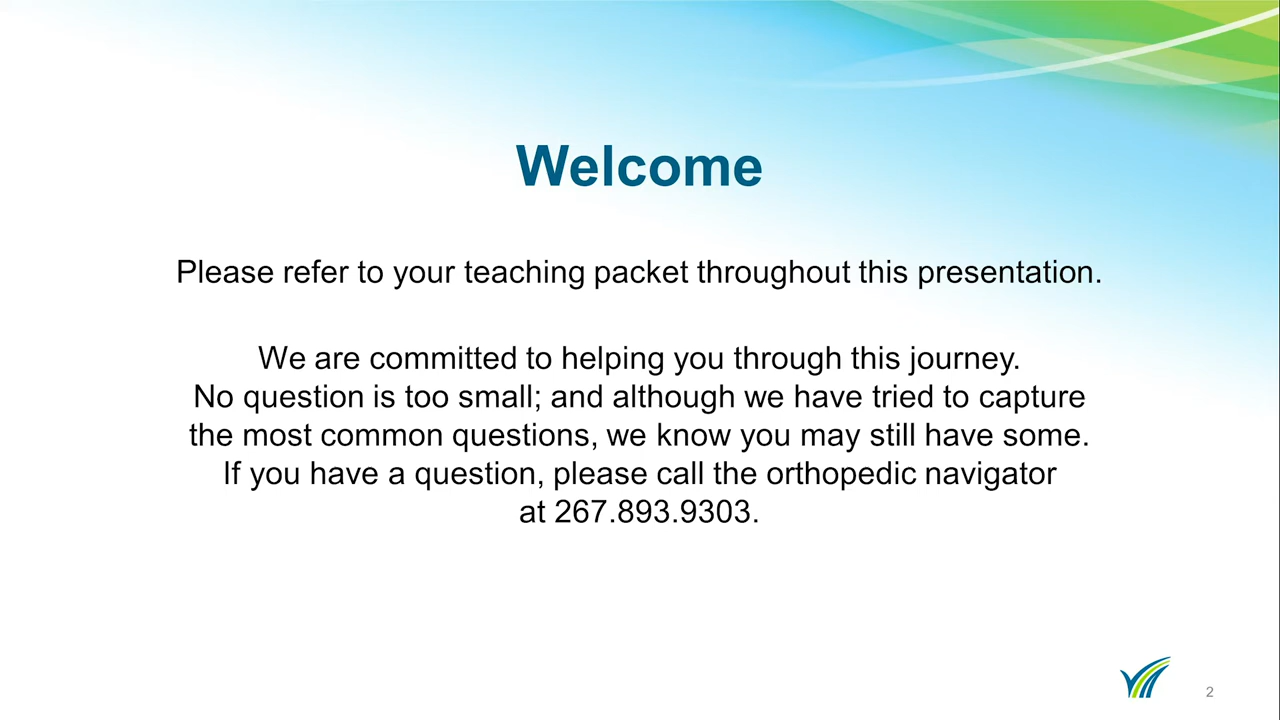 Welcome
Please refer to your teaching packet throughout this presentation.
We are committed to helping you through this journey.
No question is too small; and although we have tried to capture
the most common questions, we know you may still have some.
If you have a question, please call the orthopedic navigator
at 267.893.9303.
2